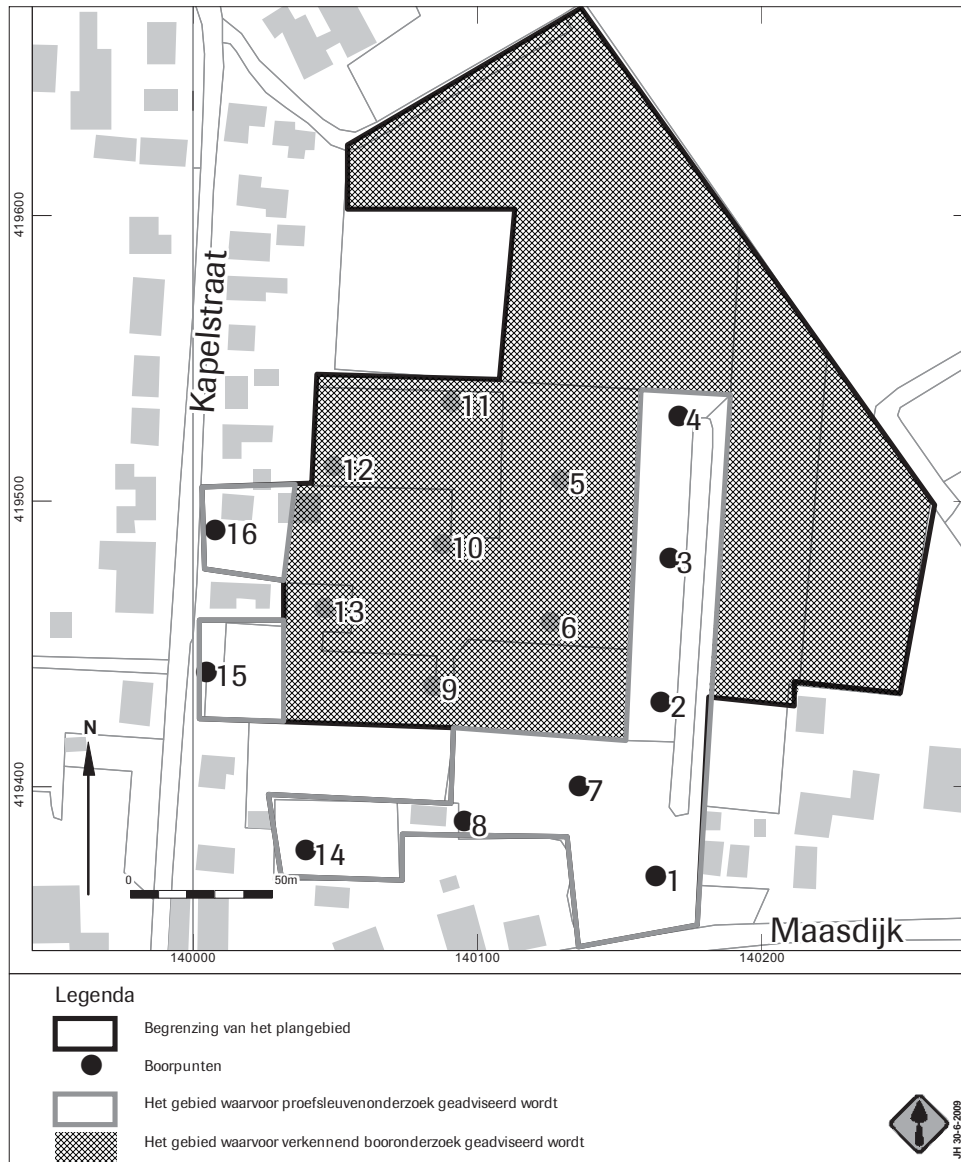 419600
Kapelstraat
11
4
12
5
419500
16
10
3
13
6
15
9
2
N
419400
7
8
14
1
0
50m
Maasdijk
140000
140100
140200
Legenda
Begrenzing van het plangebied
Boorpunten
Het gebied waarvoor proefsleuvenonderzoek geadviseerd wordt
Het gebied waarvoor verkennend booronderzoek geadviseerd wordt
JH 30-6-2009